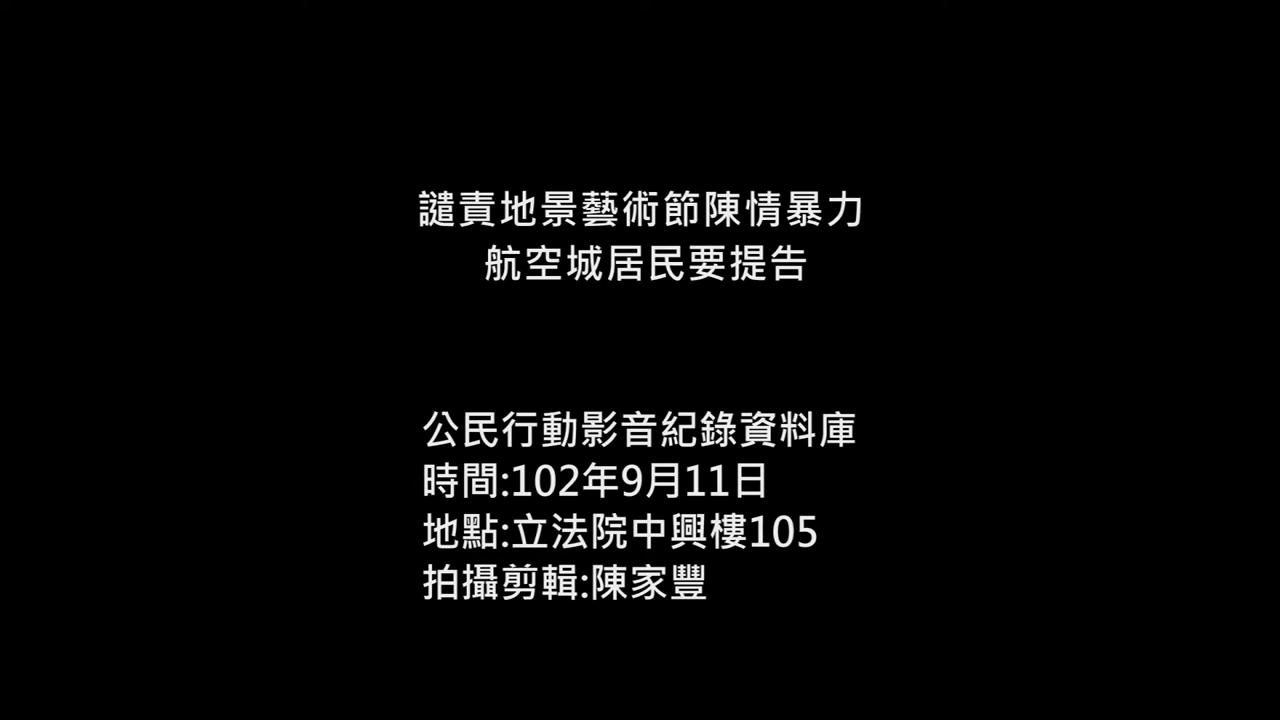 譴責地景藝術節陳情暴力
航空城居民要提告
公民行動影音紀錄資料庫
時間:102年9月11日
地點:立法院中興樓105
拍攝剪輯:陳家豐